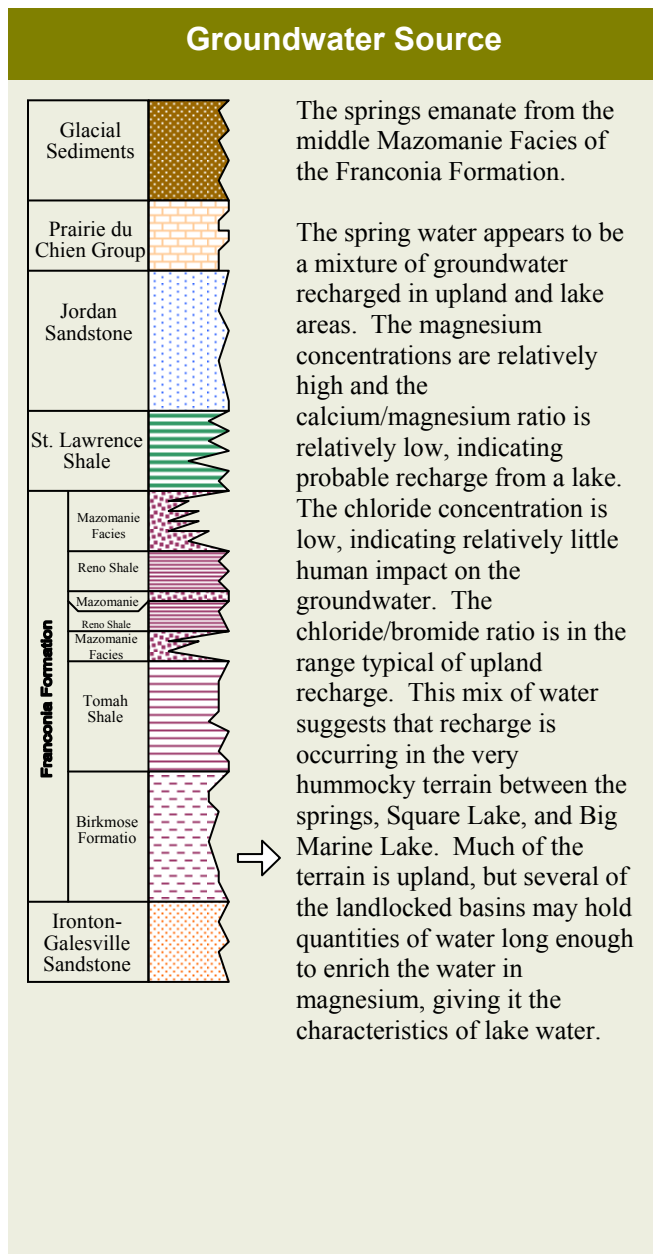 Groundwater Source
Glacial
Sediments
Prairie du
Chien Group
Jordan
Sandstone
St. Lawrence
Shale
Franconia Formation
Mazomanie
Facies
Reno Shale
Mazomanie
Reno Shale
Mazomanie
Facies
Tomah
Shale
Birkmose
Formatio
Ironton-
Galesville
Sandstone
The springs emanate from the
middle Mazomanie Facies of
the Franconia Formation.
The spring water appears to be
a mixture of groundwater
recharged in upland and lake
areas. The magnesium
concentrations are relatively
high and the
calcium/magnesium ratio is
relatively low, indicating
probable recharge from a lake.
The chloride concentration is
low, indicating relatively little
human impact on the
groundwater. The
chloride/bromide ratio is in the
range typical of upland
recharge. This mix of water
suggests that recharge is
occurring in the very
hummocky terrain between the
springs, Square Lake, and Big
Marine Lake. Much of the
terrain is upland, but several of
the landlocked basins may hold
quantities of water long enough
to enrich the water in
magnesium, giving it the
characteristics of lake water.